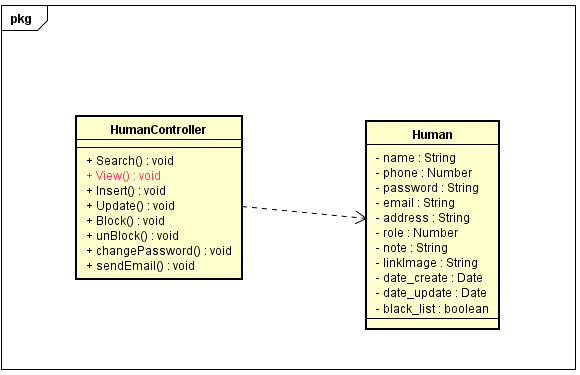 pkg
HumanController
+ Search() : void
+ View() : void
+ Insert() : void
+ Update() : void
+ Block() : void
+ unBlock() : void
+ changePassword() : void
+ sendEmail() : void
Human
- name : String
- phone : Number
- password : String
- email : String
- address : String
- role : Number
- note : String
- linkImage : String
- date_create : Date
- date_update : Date
- black_list : boolean